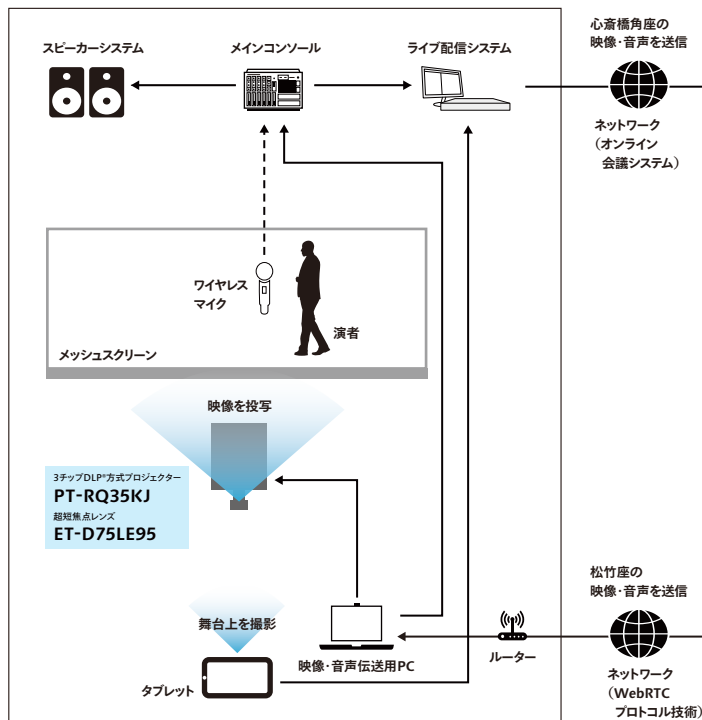 スピーカーシステム
メインコンソール
ライブ配信システム
心斎橋角座の
映像・音声を送信
ネットワーク
(オンライン
会議システム)
ワイヤレス
マイク
演者
メッシュスクリーン
映像を投写
3チップDLP®方式プロジェクター
PT-RQ35KJ
超短焦点レンズ
ET-D75LE95
松竹座の
映像・音声を送信
舞台上を撮影
タブレット
映像・音声伝送用PC
ルーター
ネットワーク
(WebRTC
プロトコル技術)